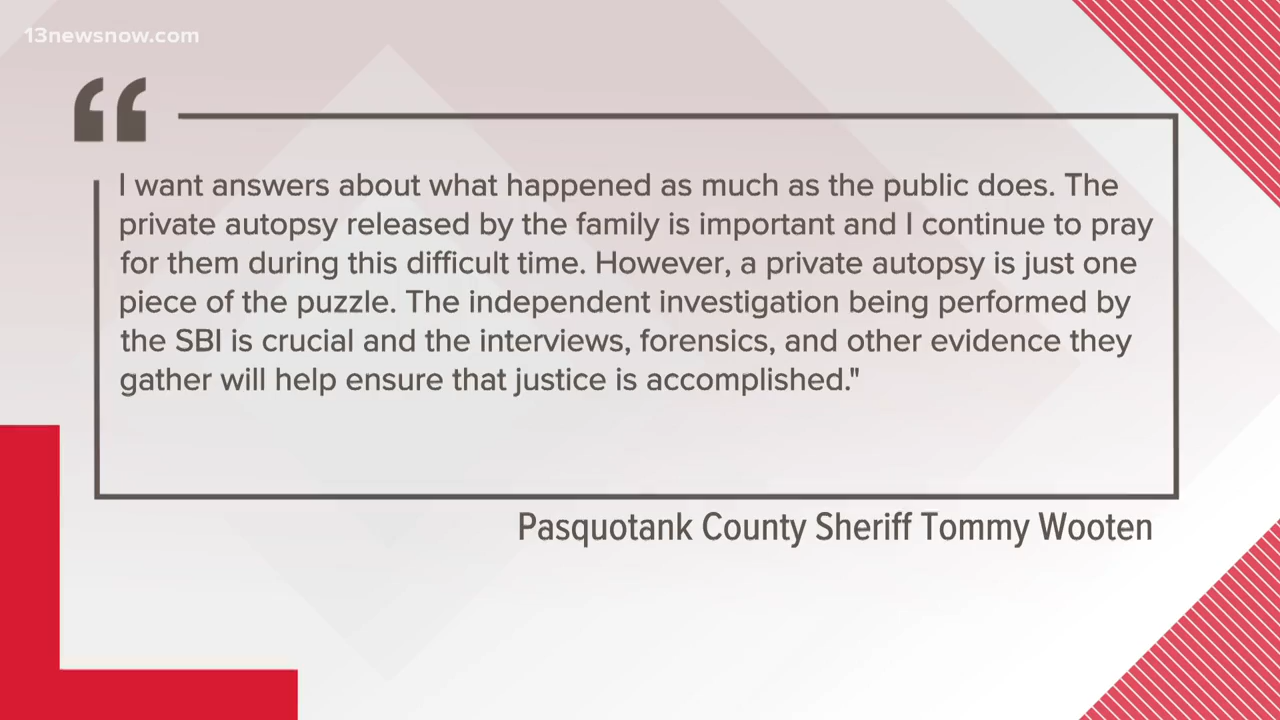 13newsnow.com
“
I want answers about what happened as much as the public does. The
private autopsy released by the family is important and I continue to pray
for them during this difficult time. However, a private autopsy is just one
piece of the puzzle. The independent investigation being performed by
the SBI is crucial and the interviews, forensics, and other evidence they
gather will help ensure that justice is accomplished."
Pasquotank County Sheriff Tommy Wooten